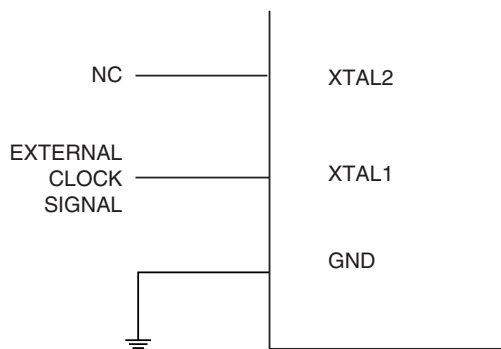 NC
XTAL2
EXTERNAL
CLOCK
SIGNAL
XTAL1
GND